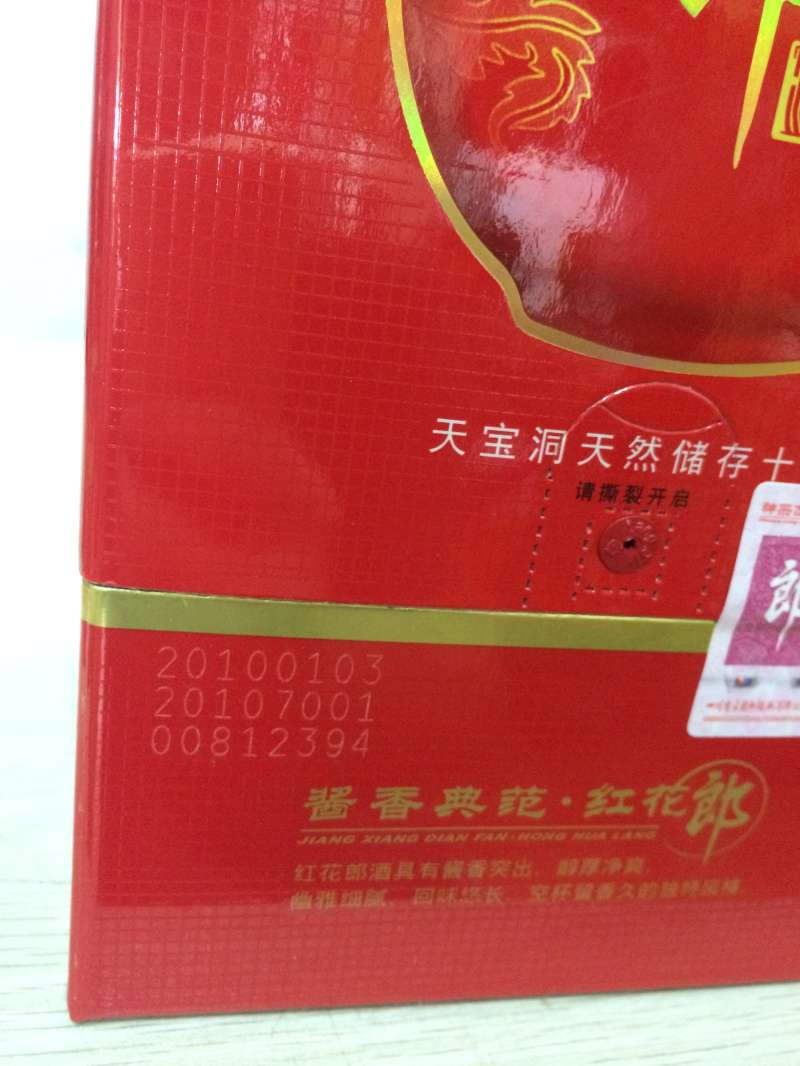 天宝洞天然储存十
请撕裂开启
郎
20100103
20107001
00812394
酱香典范·红花郎
JIANG XIANG DIAN FAN·HONG HUA LANG
红花郎酒具有酱香突出、醇厚净爽、
幽雅细腻、回味悠长、空杯留香久的独特风格